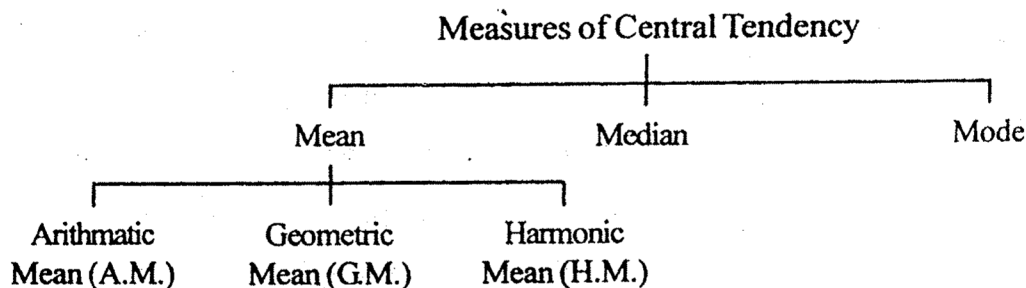 Measures of Central Tendency
Mean
Median
Mode
Arithmatic
Mean (A.M.)
Geometric
Mean (G.M.)
Harmonic
Mean (H.M.)